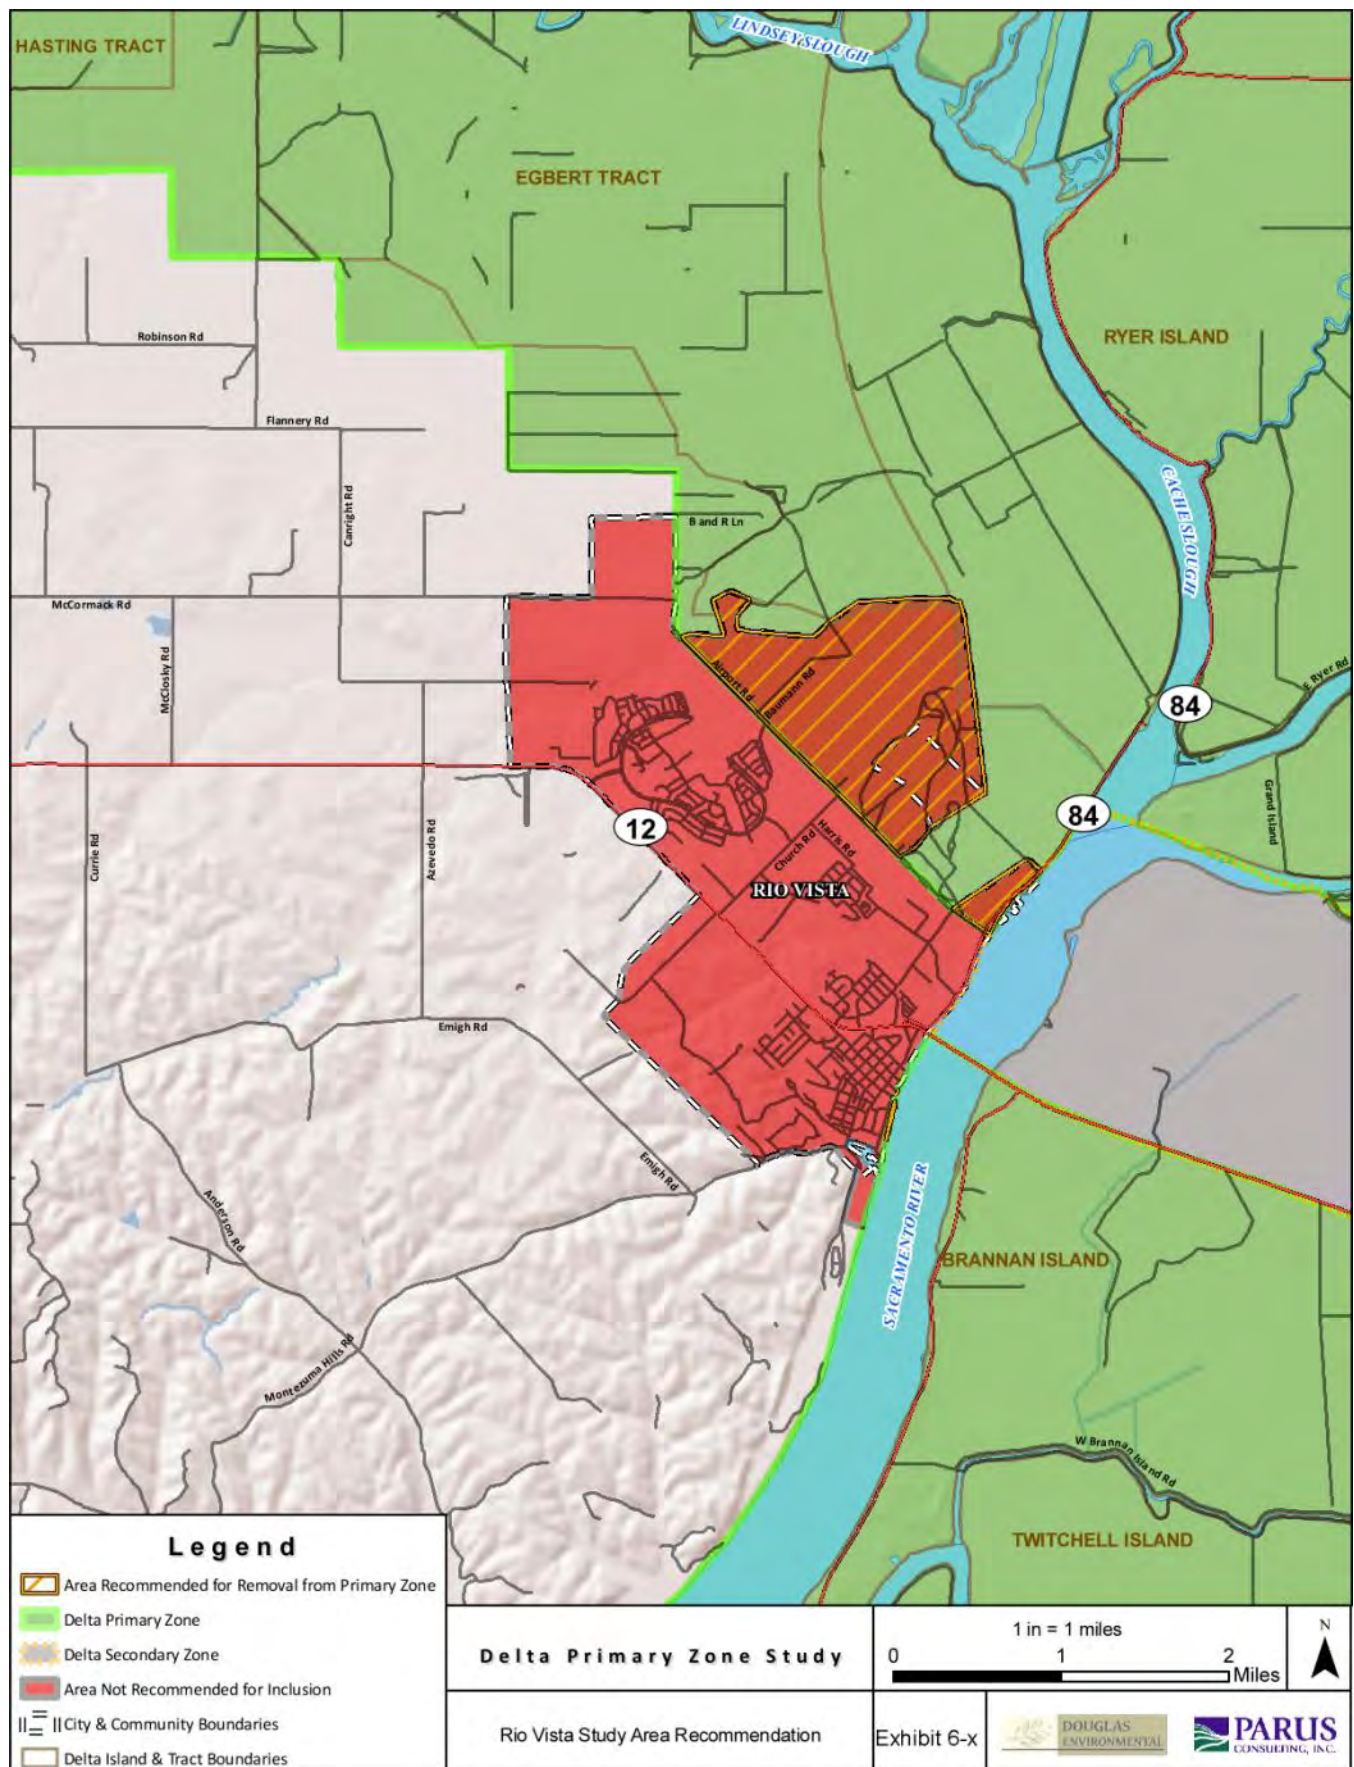 HASTING TRACT
LINDSEY SLOUGH
EGBERT TRACT
RYER ISLAND
Robinson Rd
Flannery Rd
Canright Rd
B and R Ln
CACHE SLOUGH
McCormack Rd
McClosky Rd
Airport Rd
Baumann Rd
E Ryer Rd
84
Grand Island
84
12
Currie Rd
Azevedo Rd
Church Rd
Harris Rd
RIO VISTA
Emigh Rd
Emigh Rd
Anderson Rd
SACRAMENTO RIVER
BRANNAN ISLAND
Montezuma Hills Rd
W Brannan Island Rd
TWITCHELL ISLAND
Legend
Area Recommended for Removal from Primary Zone
Delta Primary Zone
Delta Secondary Zone
Area Not Recommended for Inclusion
City & Community Boundaries
Delta Island & Tract Boundaries
Delta Primary Zone Study
Rio Vista Study Area Recommendation
1 in = 1 miles
0 1 2
Miles
N
Exhibit 6-x
DOUGLAS
ENVIRONMENTAL
PARUS
CONSULTING, INC.